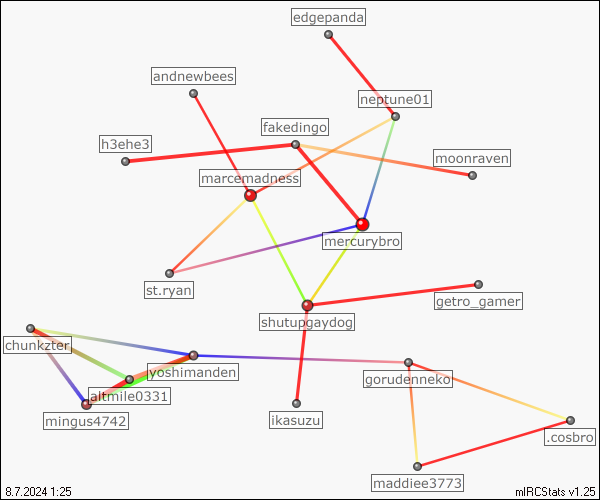 edgepanda
andnewbees
neptune01
fakedingo
h3ehe3
moonraven
marcemadness
mercurybro
st.ryan
getro_gamer
shutupgaydog
chunkzter
yoshimanden
gorudenneko
altmile0331
mingus4742
ikasuzu
.cosbro
maddiee3773
8.7.2024 1:25
mIRCStats v1.25